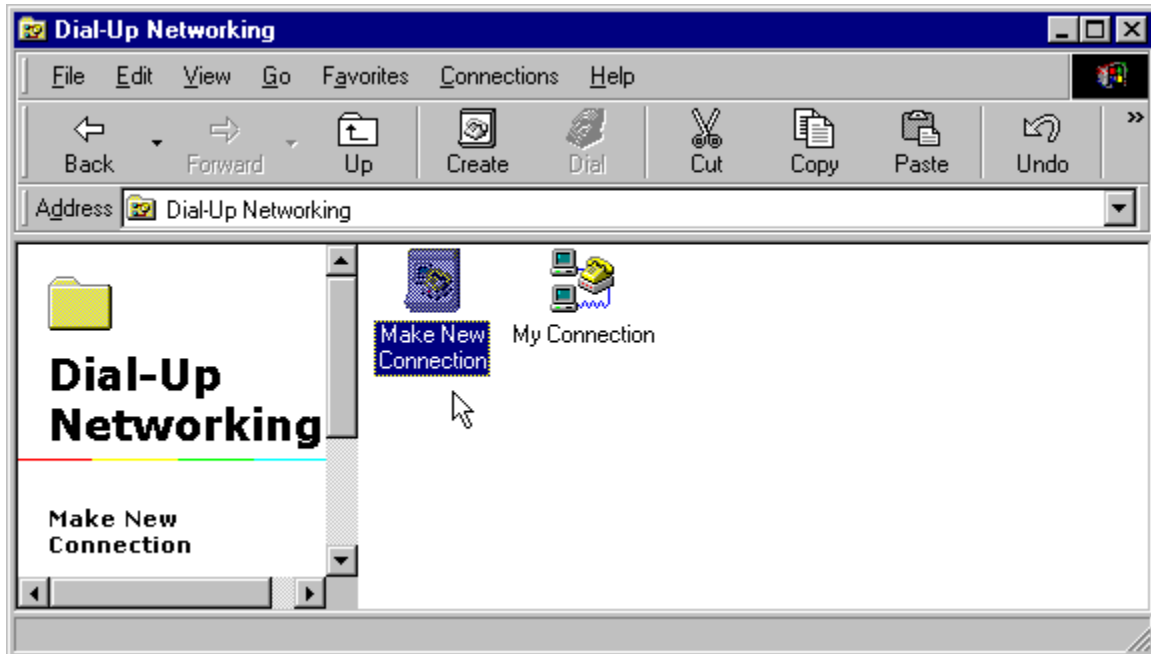 Dial-Up Networking
File Edit View Go Favorites Connections Help
Back Forward Up Create Dial Cut Copy Paste Undo »
Address Dial-Up Networking
Dial-Up
Networking
Make New
Connection
Make New
Connection
My Connection